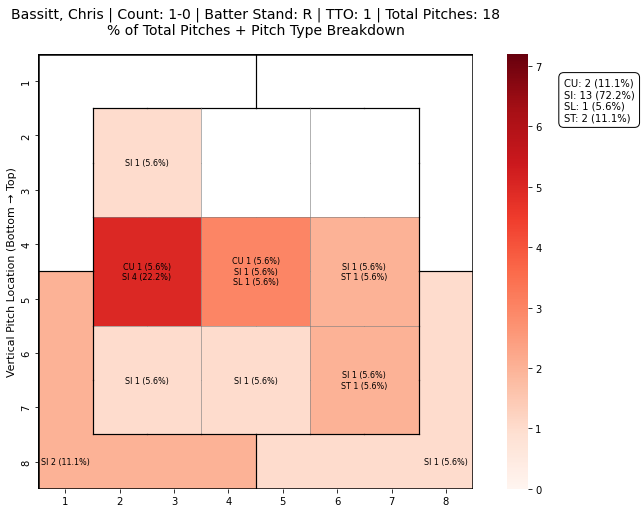 Bassitt, Chris | Count: 1-0 | Batter Stand: R | TTO: 1 | Total Pitches: 18
% of Total Pitches + Pitch Type Breakdown
CU: 2 (11.1%)
SI: 13 (72.2%)
SL: 1 (5.6%)
ST: 2 (11.1%)
Vertical Pitch Location (Bottom → Top)
1
2
3
4
5
6
7
8
SI 1 (5.6%)
CU 1 (5.6%)
SI 4 (22.2%)
CU 1 (5.6%)
SI 1 (5.6%)
SL 1 (5.6%)
SI 1 (5.6%)
ST 1 (5.6%)
SI 1 (5.6%)
SI 1 (5.6%)
SI 1 (5.6%)
ST 1 (5.6%)
SI 2 (11.1%)
SI 1 (5.6%)
1 2 3 4 5 6 7 8
7
6
5
4
3
2
1
0